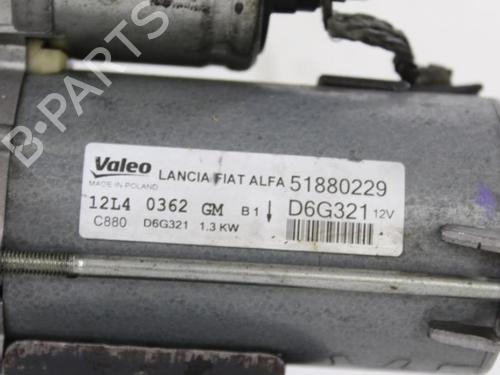 B-PARTS
Valeo LANCIA FIAT ALFA 51880229
MADE IN POLAND
12L4 0362 GM B1 ↓ D6G321 12V
C880 D6G321 1.3 KW